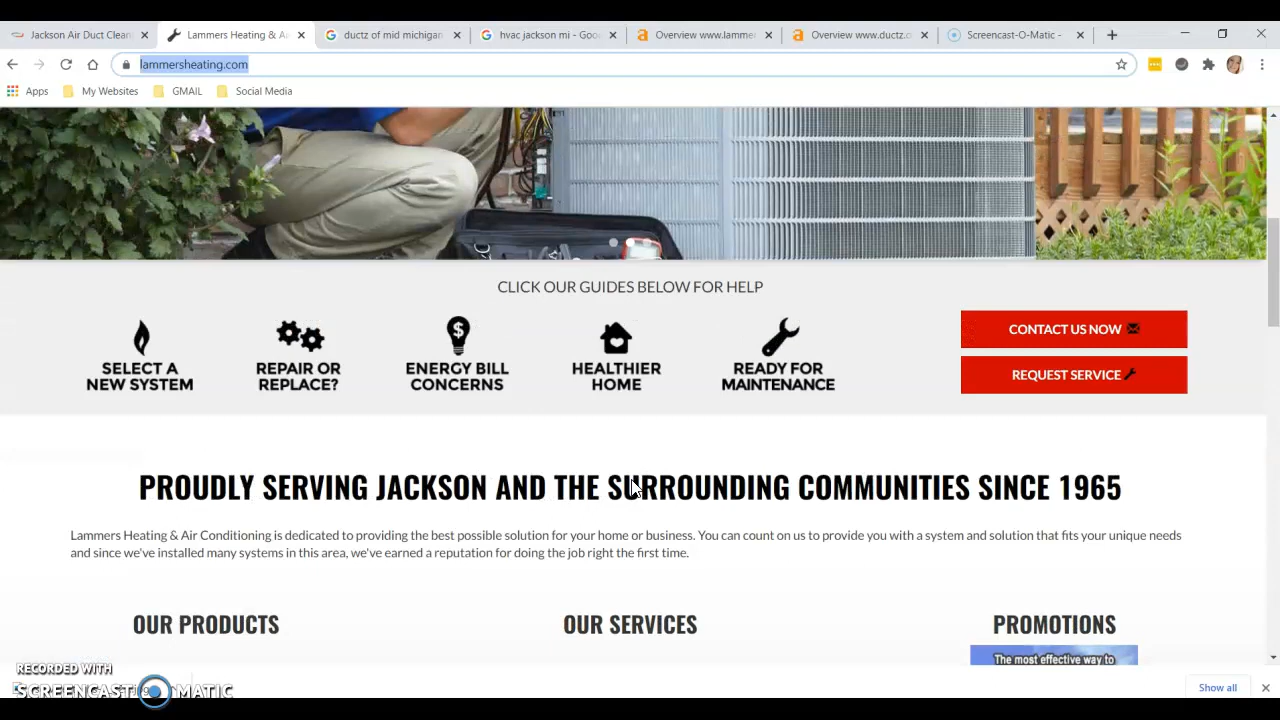 Jackson Air Duct Clean
Lammers Heating & Ai
ductz of mid michigan
hvac jackson mi - Goo
Overview www.lamme
Overview www.ductz.c
Screencast-O-Matic -
lammersheating.com
Apps
My Websites
GMAIL
Social Media
CLICK OUR GUIDES BELOW FOR HELP
SELECT A
NEW SYSTEM
REPAIR OR
REPLACE?
ENERGY BILL
CONCERNS
HEALTHIER
HOME
READY FOR
MAINTENANCE
CONTACT US NOW
REQUEST SERVICE
PROUDLY SERVING JACKSON AND THE SURROUNDING COMMUNITIES SINCE 1965
Lammers Heating & Air Conditioning is dedicated to providing the best possible solution for your home or business. You can count on us to provide you with a system and solution that fits your unique needs
and since we've installed many systems in this area, we've earned a reputation for doing the job right the first time.
OUR PRODUCTS
OUR SERVICES
PROMOTIONS
The most effective way to
RECORDED WITH
SCREENCAST-O-MATIC
Show all